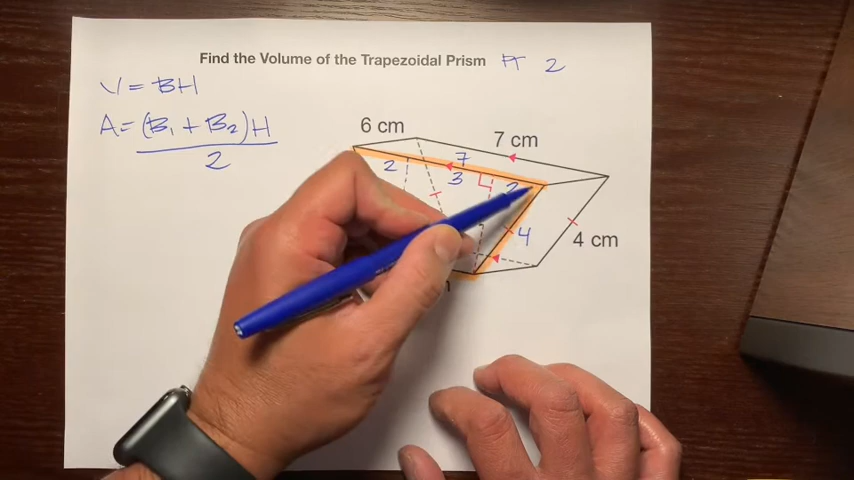 Find the Volume of the Trapezoidal Prism PT 2
V = BH
A = (B₁ + B₂)H
2
6 cm
7 cm
7
2 3 2
4
4 cm